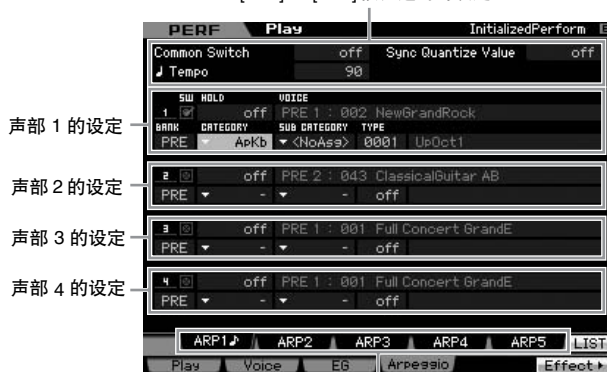 PERF Play InitializedPerform
Common Switch off Sync Quantize Value off
♩ Tempo 90
声部 1 的设定
SW HOLD VOICE
1 off PRE 1 : 002 NewGrandRock
BANK CATEGORY SUB CATEGORY TYPE
PRE ApKb <NoAsg> 0001 UpOct1
声部 2 的设定
2 off PRE 2 : 043 ClassicalGuitar AB
PRE - - off
声部 3 的设定
3 off PRE 1 : 001 Full Concert GrandE
PRE - - off
声部 4 的设定
4 off PRE 1 : 001 Full Concert GrandE
PRE - - off
ARP1♪ ARP2 ARP3 ARP4 ARP5 LIST
Play Voice EG Arpeggio Effect